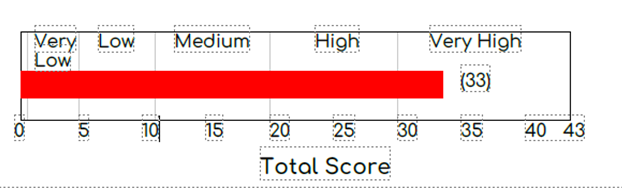 Very Low Low Medium High Very High
(33)
0 5 10 15 20 25 30 35 40 43
Total Score